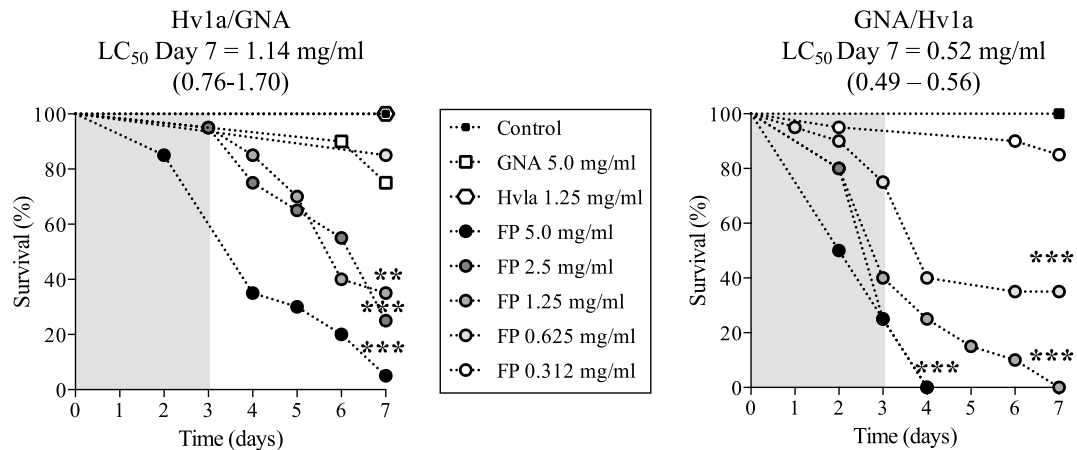 Hv1a/GNA
LC50 Day 7 = 1.14 mg/ml
(0.76-1.70)
Survival (%)
100
80
60
40
20
0
**
***
***
0 1 2 3 4 5 6 7
Time (days)
Control
GNA 5.0 mg/ml
Hvla 1.25 mg/ml
FP 5.0 mg/ml
FP 2.5 mg/ml
FP 1.25 mg/ml
FP 0.625 mg/ml
FP 0.312 mg/ml
GNA/Hv1a
LC50 Day 7 = 0.52 mg/ml
(0.49 – 0.56)
Survival (%)
100
80
60
40
20
0
***
***
***
0 1 2 3 4 5 6 7
Time (days)